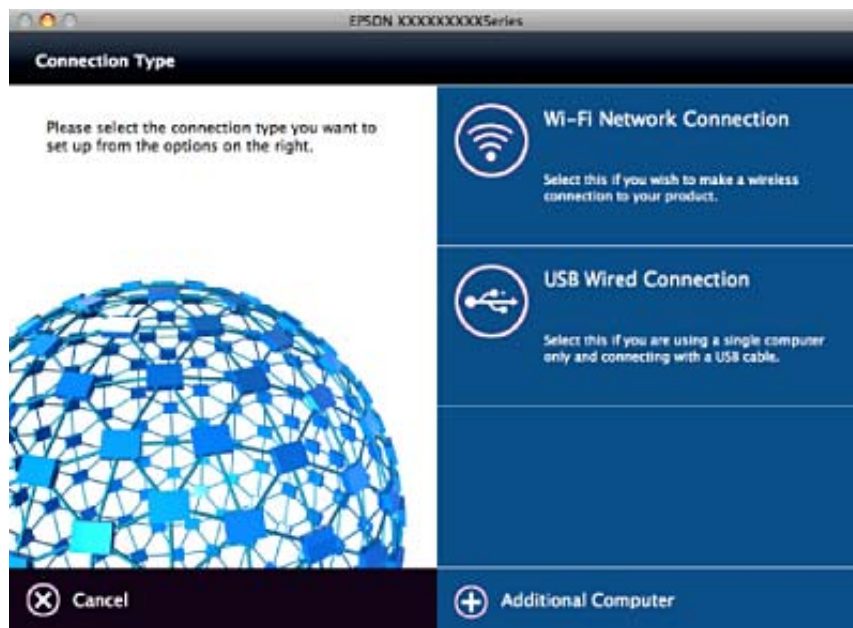 EPSON XXXXXXXXXSeries
Connection Type
Please select the connection type you want to
set up from the options on the right.
Wi-Fi Network Connection
Select this if you wish to make a wireless
connection to your product.
USB Wired Connection
Select this if you are using a single computer
only and connecting with a USB cable.
Cancel
Additional Computer